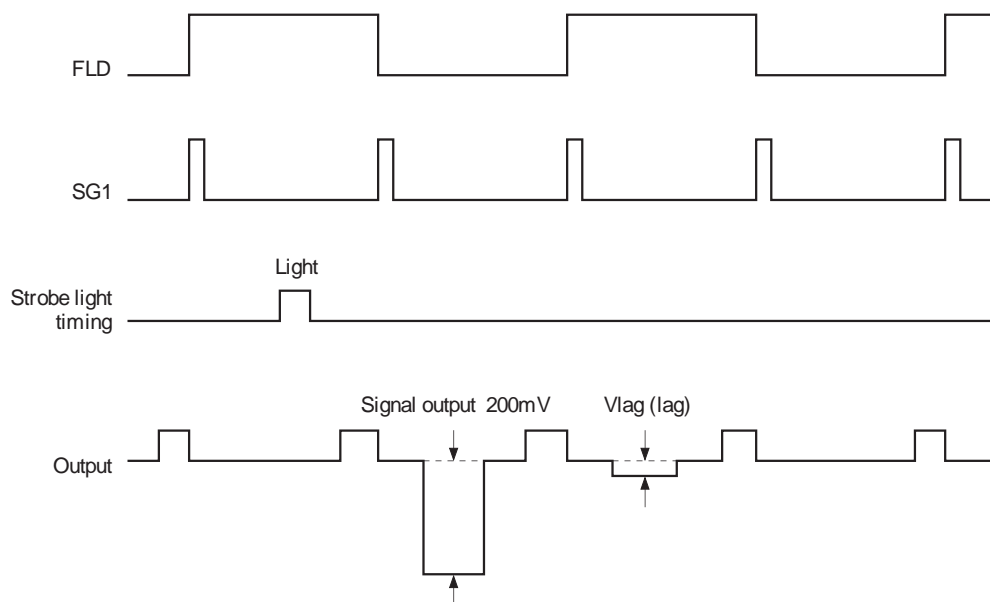 FLD
SG1
Light
Strobe light
timing
Signal output 200mV
Vlag (lag)
Output